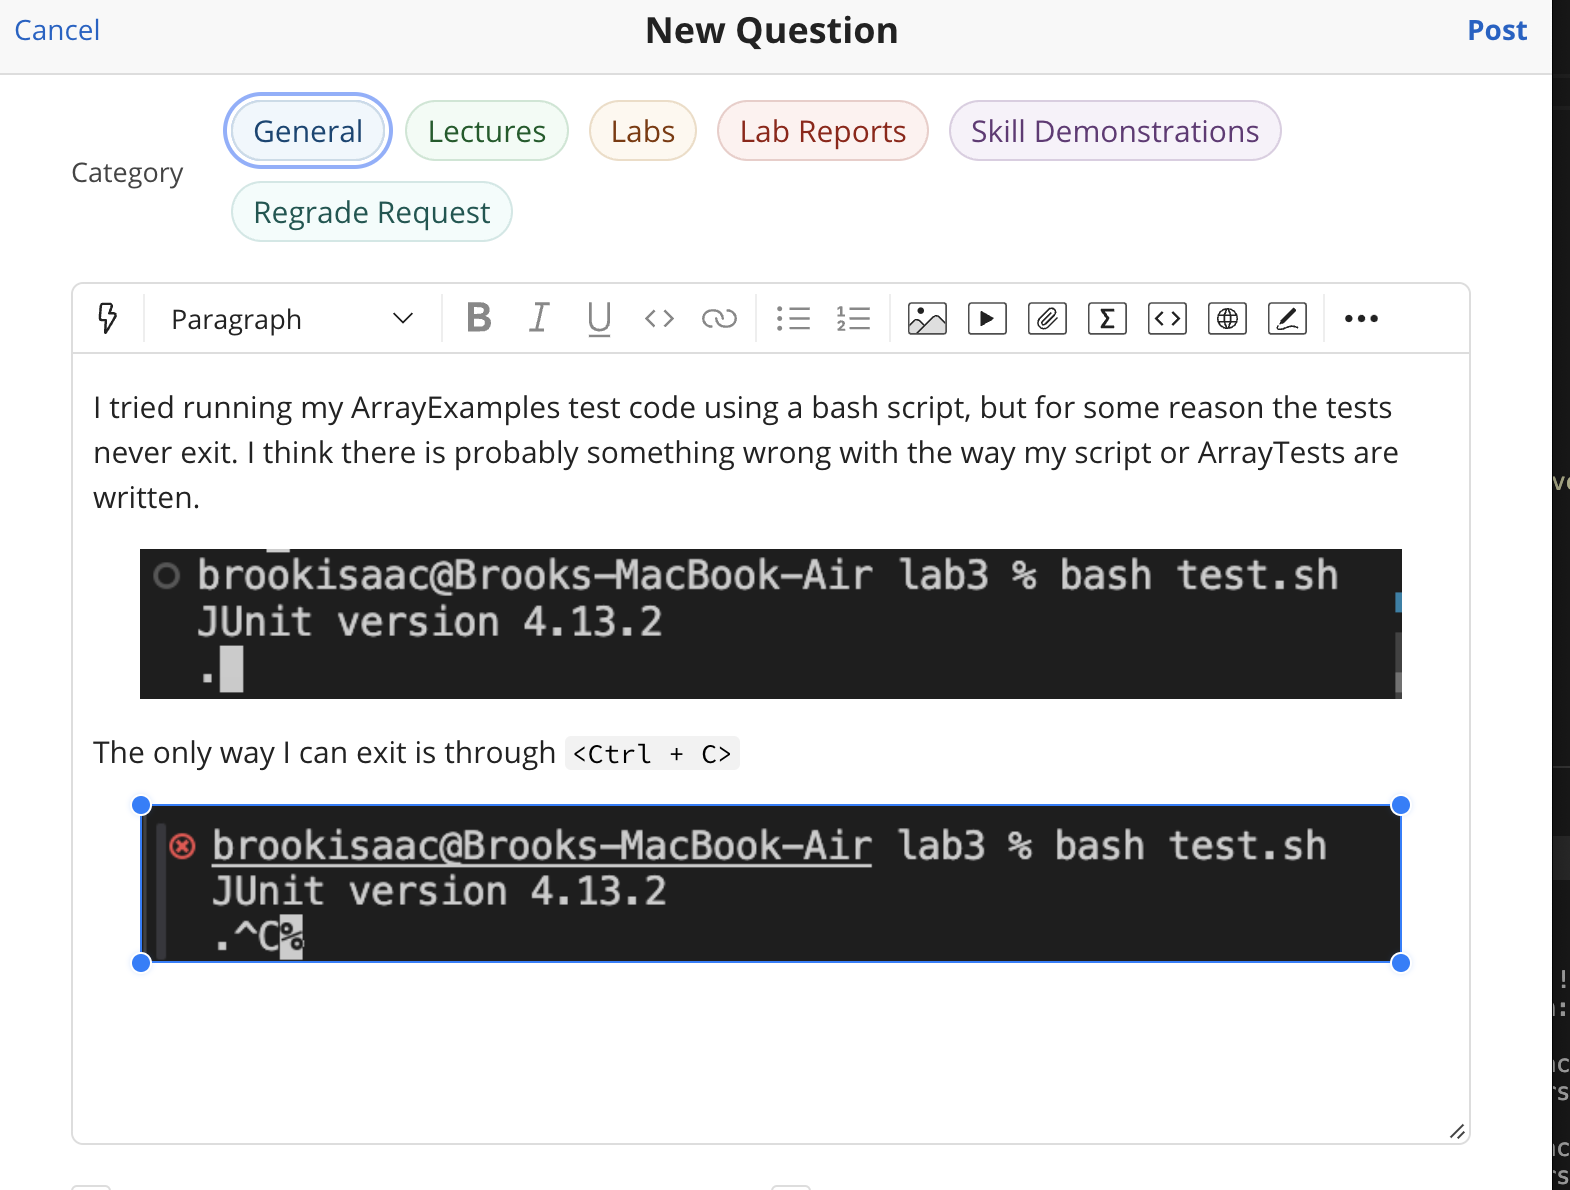 Cancel
New Question
Post
Category
General
Lectures
Labs
Lab Reports
Skill Demonstrations
Regrade Request
Paragraph
B I U
I tried running my ArrayExamples test code using a bash script, but for some reason the tests
never exit. I think there is probably something wrong with the way my script or ArrayTests are
written.
brookisaac@Brooks-MacBook-Air lab3 % bash test.sh
JUnit version 4.13.2
.
The only way I can exit is through <Ctrl + C>
brookisaac@Brooks-MacBook-Air lab3 % bash test.sh
JUnit version 4.13.2
.^C%